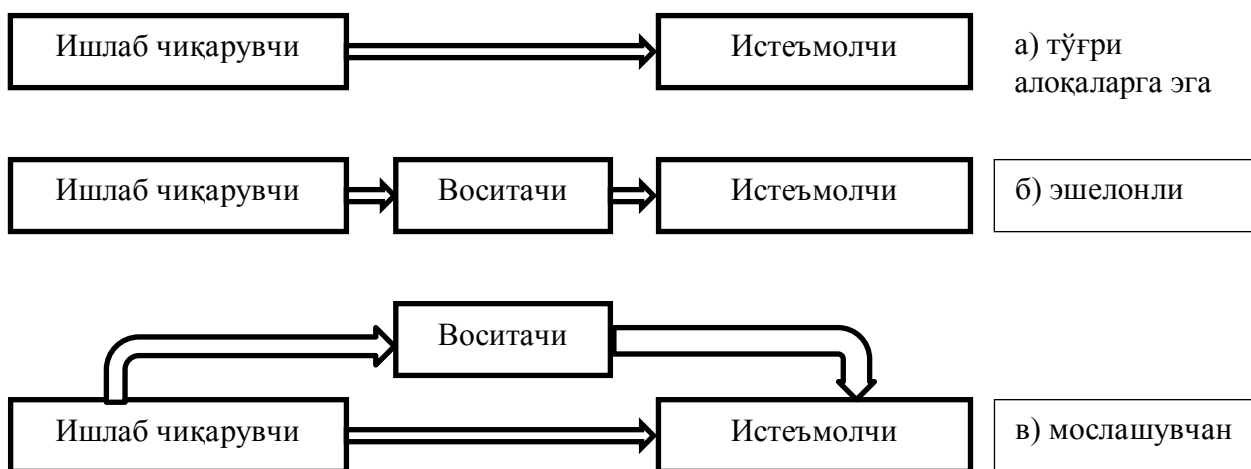 Ишлаб чиқарувчи
Истеъмолчи
а) тўғри
алоқаларга эга
Ишлаб чиқарувчи
Воситачи
Истеъмолчи
б) эшелонли
Воситачи
Ишлаб чиқарувчи
Истеъмолчи
в) мослашувчан